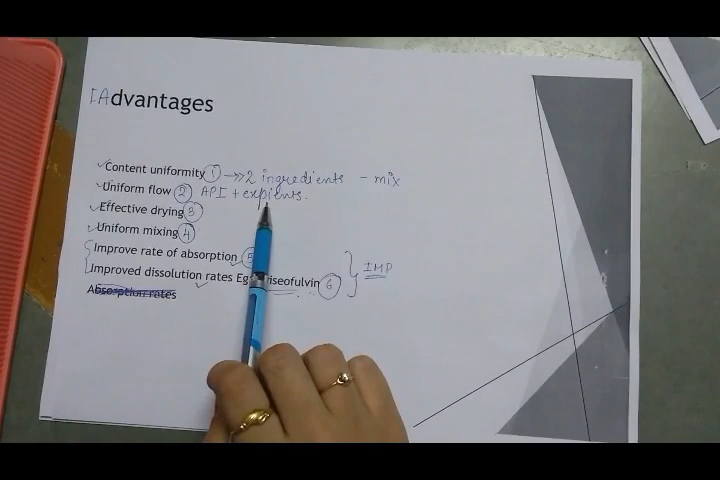 Advantages
Content uniformity 1 →» 2 ingredients - mix
Uniform flow 2 API + expients.
Effective drying 3
Uniform mixing 4
Improve rate of absorption 5
Improved dissolution rates Eg: riseofulvin 6 IMP
Absorption rates